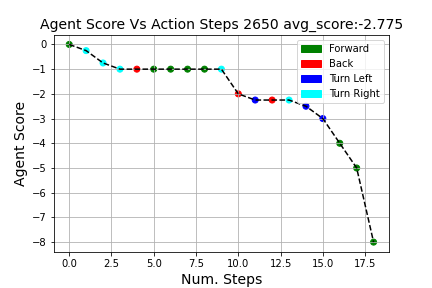 Agent Score Vs Action Steps 2650 avg_score:-2.775
Forward
Back
Turn Left
Turn Right
Agent Score
0
−1
−2
−3
−4
−5
−6
−7
−8
0.0 2.5 5.0 7.5 10.0 12.5 15.0 17.5
Num. Steps